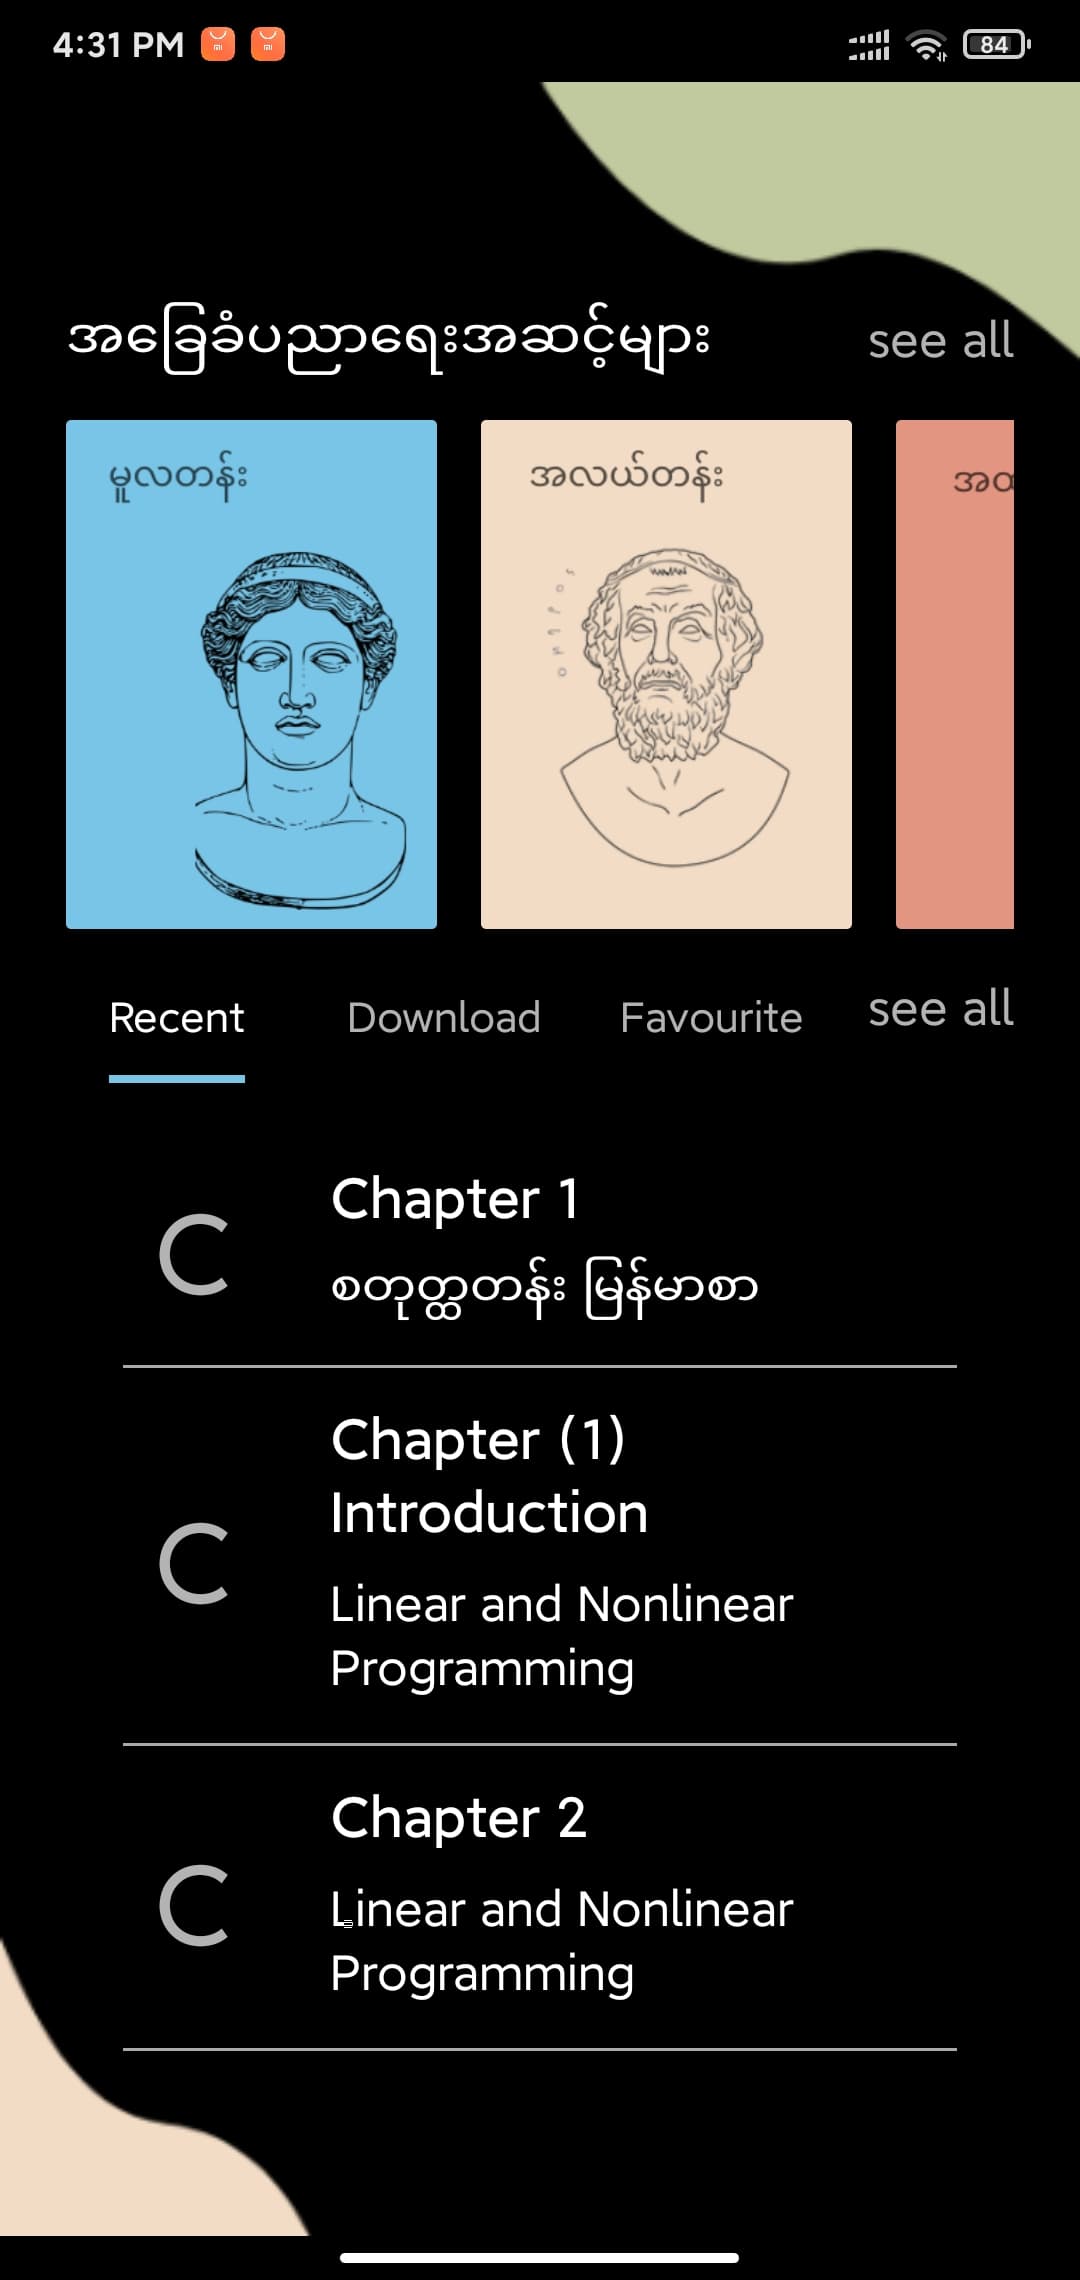 4:31 PM
84
အခြေခံပညာရေးအဆင့်များ
see all
မူလတန်း
အလယ်တန်း
Recent
Download
Favourite
see all
Chapter 1
စတုတ္ထတန်း မြန်မာစာ
Chapter (1)
Introduction
Linear and Nonlinear
Programming
Chapter 2
Linear and Nonlinear
Programming